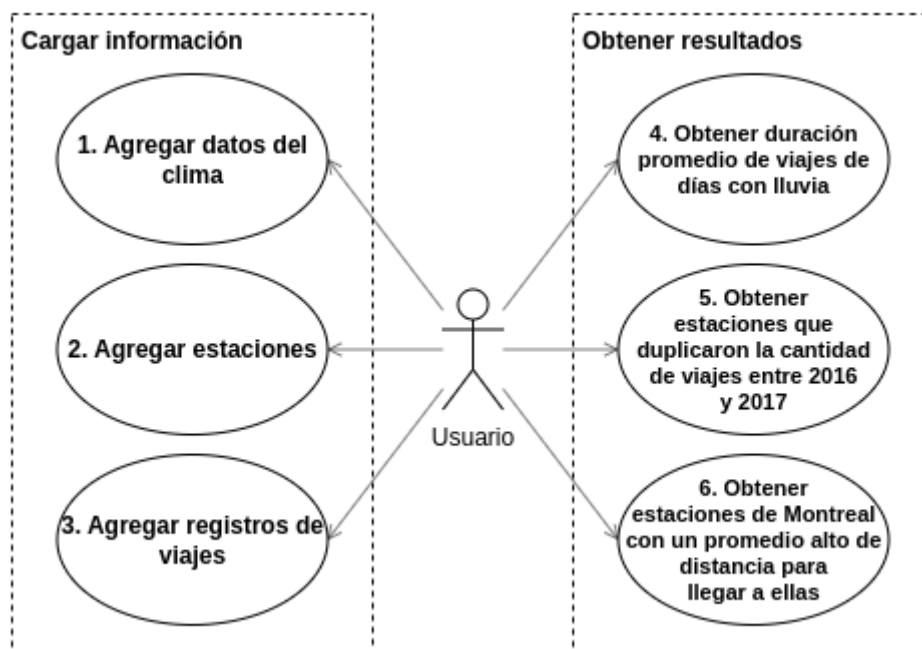 Cargar información
1. Agregar datos del
clima
2. Agregar estaciones
3. Agregar registros de
viajes
Usuario
Obtener resultados
4. Obtener duración
promedio de viajes de
días con lluvia
5. Obtener
estaciones que
duplicaron la cantidad
de viajes entre 2016
y 2017
6. Obtener
estaciones de Montreal
con un promedio alto de
distancia para
llegar a ellas